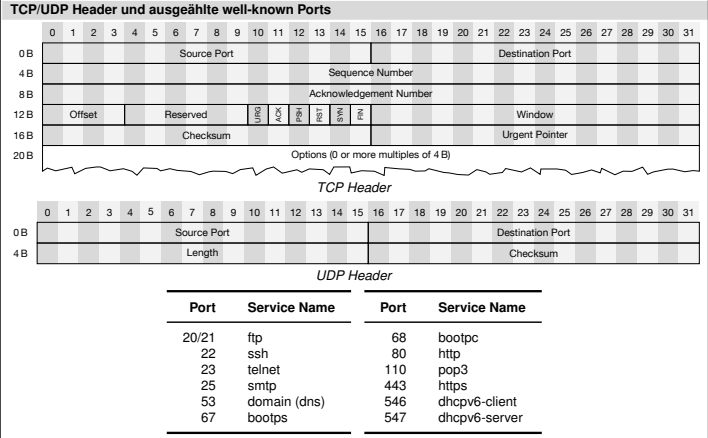 TCP/UDP Header und ausgeählte well-known Ports
0 1 2 3 4 5 6 7 8 9 10 11 12 13 14 15 16 17 18 19 20 21 22 23 24 25 26 27 28 29 30 31
0 B Source Port Destination Port
4 B Sequence Number
8 B Acknowledgement Number
12 B Offset Reserved URG ACK PSH RST SYN FIN Window
16 B Checksum Urgent Pointer
20 B Options (0 or more multiples of 4 B)
TCP Header
0 1 2 3 4 5 6 7 8 9 10 11 12 13 14 15 16 17 18 19 20 21 22 23 24 25 26 27 28 29 30 31
0 B Source Port Destination Port
4 B Length Checksum
UDP Header
Port Service Name Port Service Name
20/21 ftp 68 bootpc
22 ssh 80 http
23 telnet 110 pop3
25 smtp 443 https
53 domain (dns) 546 dhcpv6-client
67 bootps 547 dhcpv6-server